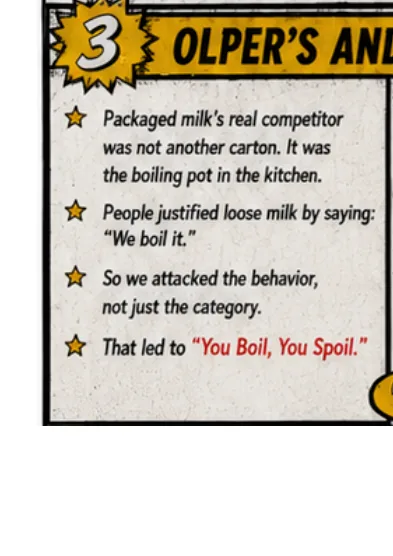 3
OLPER'S AND
Packaged milk's real competitor
was not another carton. It was
the boiling pot in the kitchen.
People justified loose milk by saying:
"We boil it."
So we attacked the behavior,
not just the category.
That led to "You Boil, You Spoil."